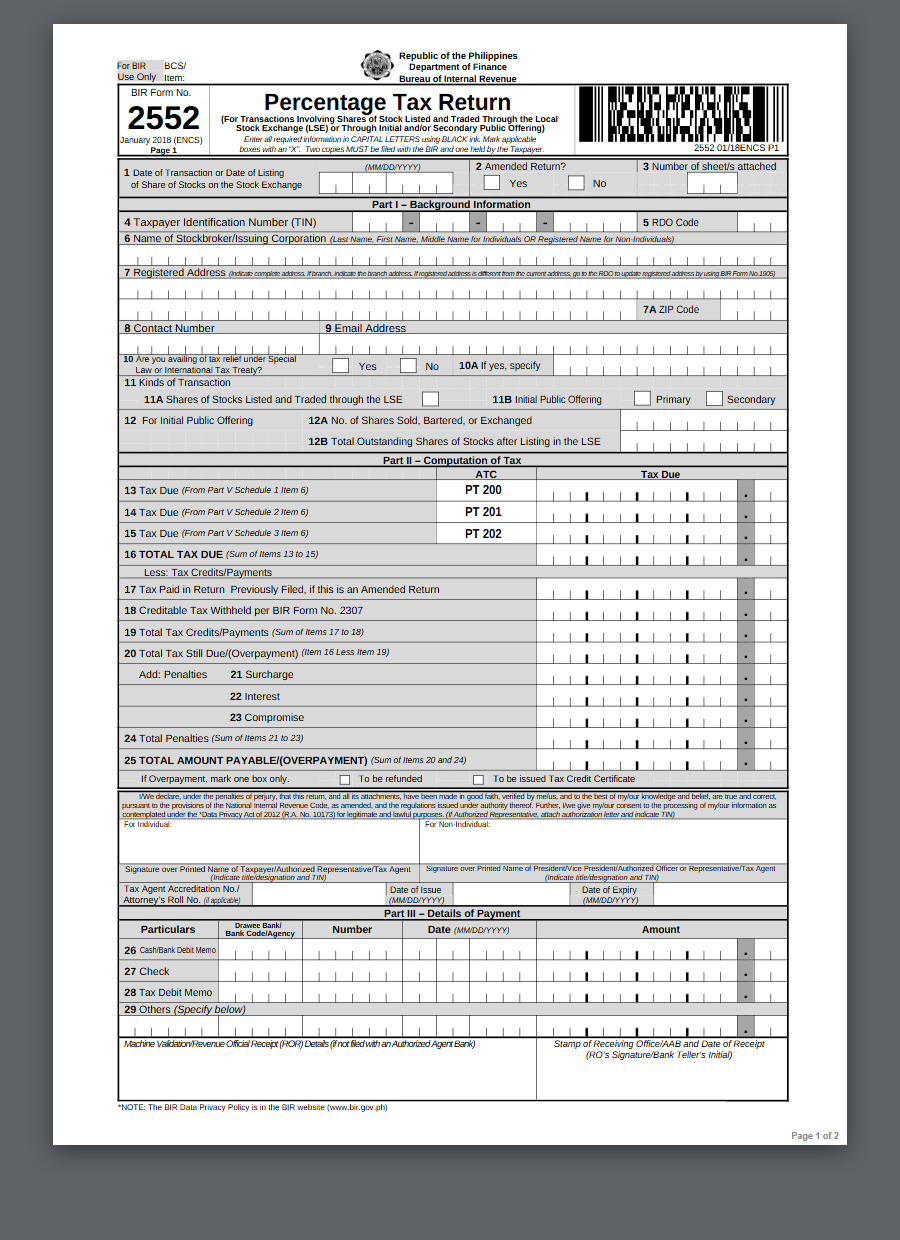 For BIR Use Only
BCS/ Item:
Republic of the Philippines
Department of Finance
Bureau of Internal Revenue
BIR Form No.
2552
January 2018 (ENCS)
Page 1
Percentage Tax Return
(For Transactions Involving Shares of Stock Listed and Traded Through the Local
Stock Exchange (LSE) or Through Initial and/or Secondary Public Offering)
Enter all required information in CAPITAL LETTERS using BLACK ink. Mark applicable
boxes with an "X". Two copies MUST be filed with the BIR and one held by the Taxpayer.
2552 01/18ENCS P1
1 Date of Transaction or Date of Listing
of Share of Stocks on the Stock Exchange
(MM/DD/YYYY)
2 Amended Return?
Yes No
3 Number of sheet/s attached
Part I – Background Information
4 Taxpayer Identification Number (TIN) - - - 5 RDO Code
6 Name of Stockbroker/Issuing Corporation (Last Name, First Name, Middle Name for Individuals OR Registered Name for Non-Individuals)
7 Registered Address (Indicate complete address. If branch, indicate the branch address. If registered address is different from the current address, go to the RDO to update registered address by using BIR Form No.1905)
7A ZIP Code
8 Contact Number 9 Email Address
10 Are you availing of tax relief under Special
Law or International Tax Treaty?
Yes No 10A If yes, specify
11 Kinds of Transaction
11A Shares of Stocks Listed and Traded through the LSE 11B Initial Public Offering Primary Secondary
12 For Initial Public Offering 12A No. of Shares Sold, Bartered, or Exchanged
12B Total Outstanding Shares of Stocks after Listing in the LSE
Part II – Computation of Tax
ATC Tax Due
13 Tax Due (From Part V Schedule 1 Item 6) PT 200 .
14 Tax Due (From Part V Schedule 2 Item 6) PT 201 .
15 Tax Due (From Part V Schedule 3 Item 6) PT 202 .
16 TOTAL TAX DUE (Sum of Items 13 to 15) .
Less: Tax Credits/Payments
17 Tax Paid in Return Previously Filed, if this is an Amended Return .
18 Creditable Tax Withheld per BIR Form No. 2307 .
19 Total Tax Credits/Payments (Sum of Items 17 to 18) .
20 Total Tax Still Due/(Overpayment) (Item 16 Less Item 19) .
Add: Penalties 21 Surcharge .
22 Interest .
23 Compromise .
24 Total Penalties (Sum of Items 21 to 23) .
25 TOTAL AMOUNT PAYABLE/(OVERPAYMENT) (Sum of Items 20 and 24) .
If Overpayment, mark one box only. To be refunded To be issued Tax Credit Certificate
I/We declare, under the penalties of perjury, that this return, and all its attachments, have been made in good faith, verified by me/us, and to the best of my/our knowledge and belief, are true and correct,
pursuant to the provisions of the National Internal Revenue Code, as amended, and the regulations issued under authority thereof. Further, I/we give my/our consent to the processing of my/our information as
contemplated under the *Data Privacy Act of 2012 (R.A. No. 10173) for legitimate and lawful purposes. (If Authorized Representative, attach authorization letter and indicate TIN)
For Individual: For Non-Individual:
Signature over Printed Name of Taxpayer/Authorized Representative/Tax Agent
(Indicate title/designation and TIN)
Signature over Printed Name of President/Vice President/Authorized Officer or Representative/Tax Agent
(Indicate title/designation and TIN)
Tax Agent Accreditation No./
Attorney's Roll No. (if applicable)
Date of Issue
(MM/DD/YYYY)
Date of Expiry
(MM/DD/YYYY)
Part III – Details of Payment
Particulars Drawee Bank/ Bank Code/Agency Number Date (MM/DD/YYYY) Amount
26 Cash/Bank Debit Memo .
27 Check .
28 Tax Debit Memo .
29 Others (Specify below)
.
Machine Validation/Revenue Official Receipt (ROR) Details (if not filed with an Authorized Agent Bank)
Stamp of Receiving Office/AAB and Date of Receipt
(RO's Signature/Bank Teller's Initial)
*NOTE: The BIR Data Privacy Policy is in the BIR website (www.bir.gov.ph)
Page 1 of 2